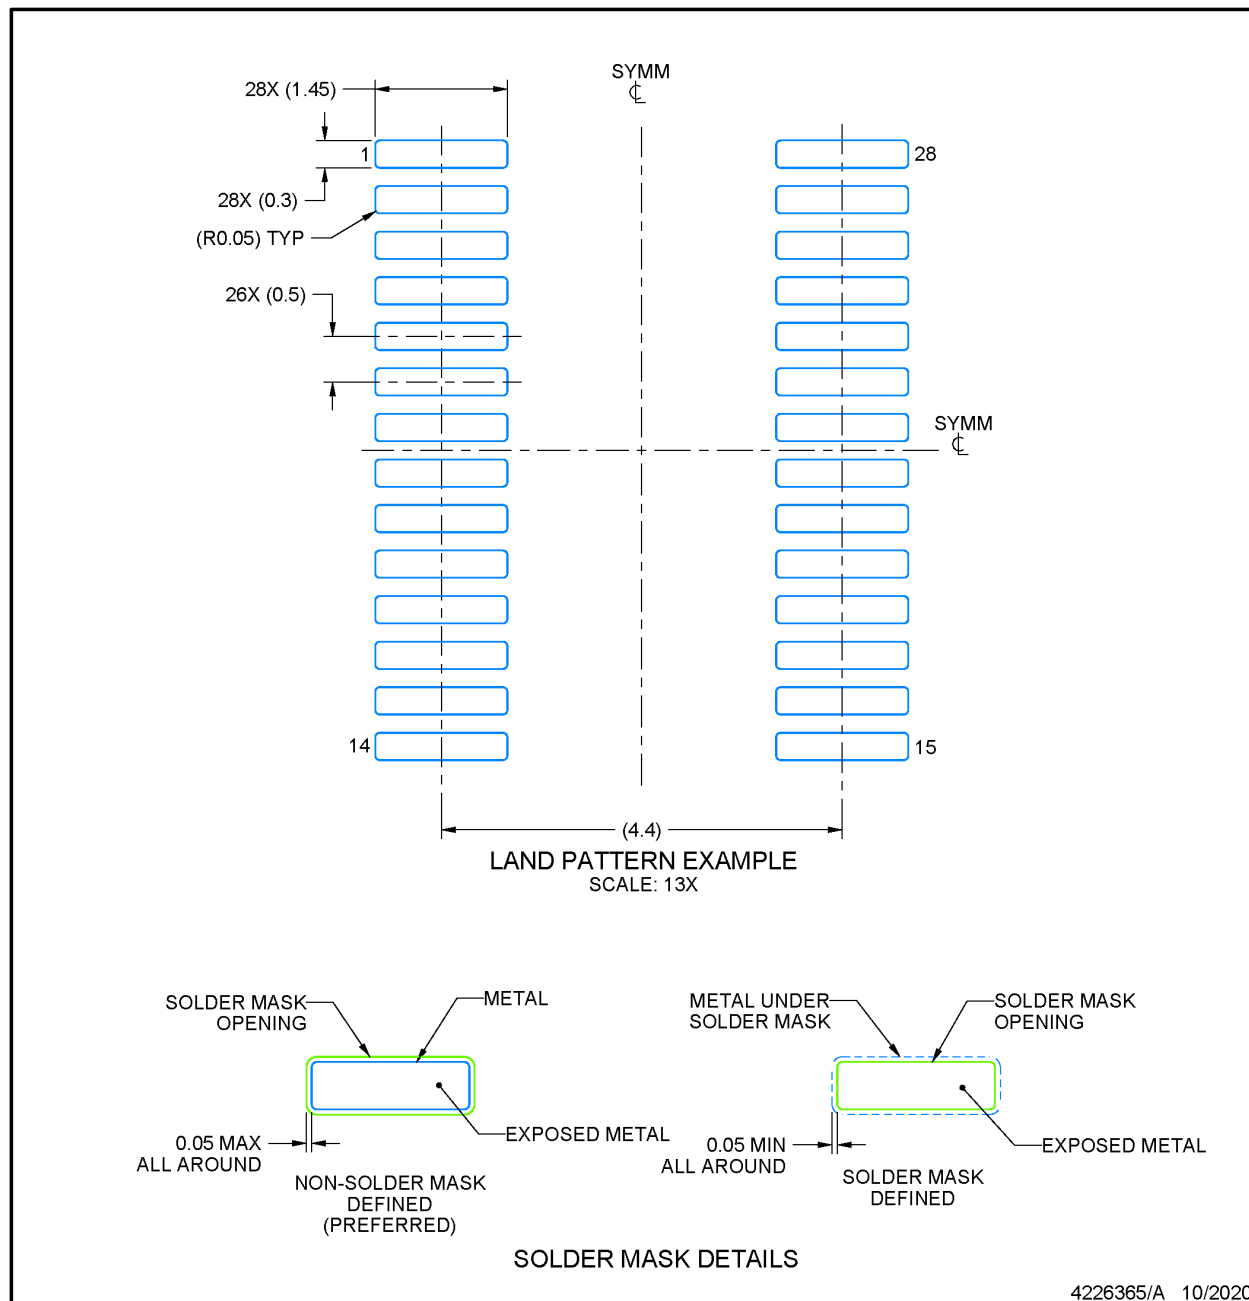 SYMM
℄
28X (1.45)
1
28
28X (0.3)
(R0.05) TYP
26X (0.5)
SYMM
℄
14
15
(4.4)
LAND PATTERN EXAMPLE
SCALE: 13X
SOLDER MASK
OPENING
METAL
EXPOSED METAL
0.05 MAX
ALL AROUND
NON-SOLDER MASK
DEFINED
(PREFERRED)
METAL UNDER
SOLDER MASK
SOLDER MASK
OPENING
EXPOSED METAL
0.05 MIN
ALL AROUND
SOLDER MASK
DEFINED
SOLDER MASK DETAILS
4226365/A 10/2020